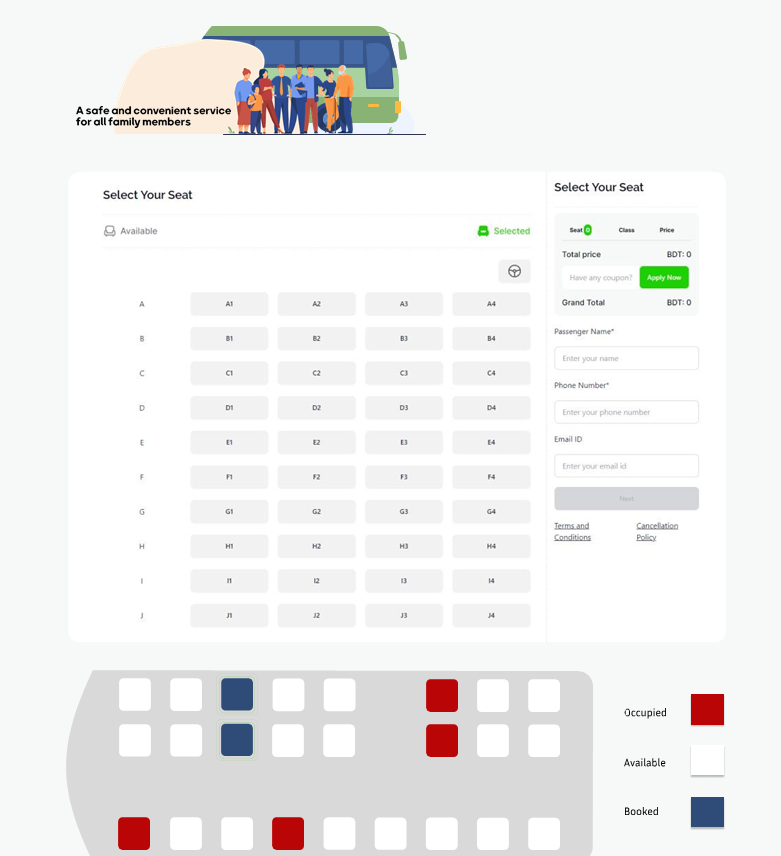 A safe and convenient service
for all family members
Select Your Seat
Available
Selected
A A1 A2 A3 A4
B B1 B2 B3 B4
C C1 C2 C3 C4
D D1 D2 D3 D4
E E1 E2 E3 E4
F F1 F2 F3 F4
G G1 G2 G3 G4
H H1 H2 H3 H4
I I1 I2 I3 I4
J J1 J2 J3 J4
Select Your Seat
Seat 0 Class Price
Total price BDT: 0
Have any coupon? Apply Now
Grand Total BDT: 0
Passenger Name*
Enter your name
Phone Number*
Enter your phone number
Email ID
Enter your email id
Next
Terms and
Conditions
Cancellation
Policy
Occupied
Available
Booked